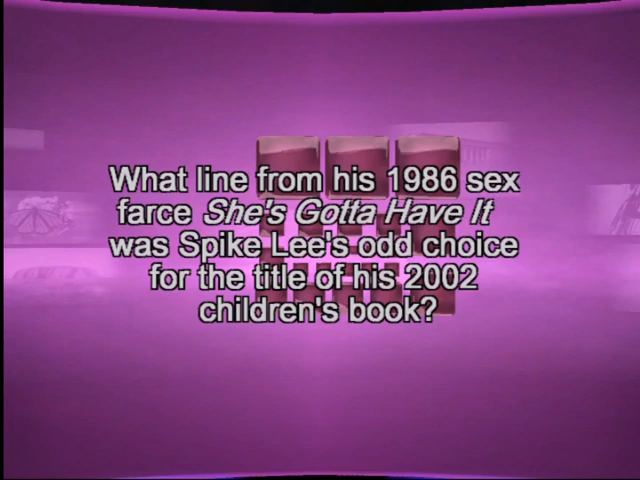 What line from his 1986 sex
farce She's Gotta Have It
was Spike Lee's odd choice
for the title of his 2002
children's book?